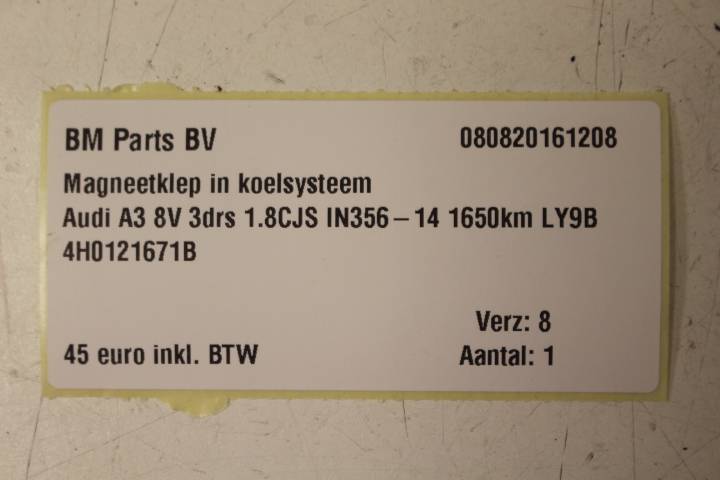 BM Parts BV 080820161208
Magneetklep in koelsysteem
Audi A3 8V 3drs 1.8CJS IN356-14 1650km LY9B
4H0121671B
Verz: 8
45 euro inkl. BTW Aantal: 1